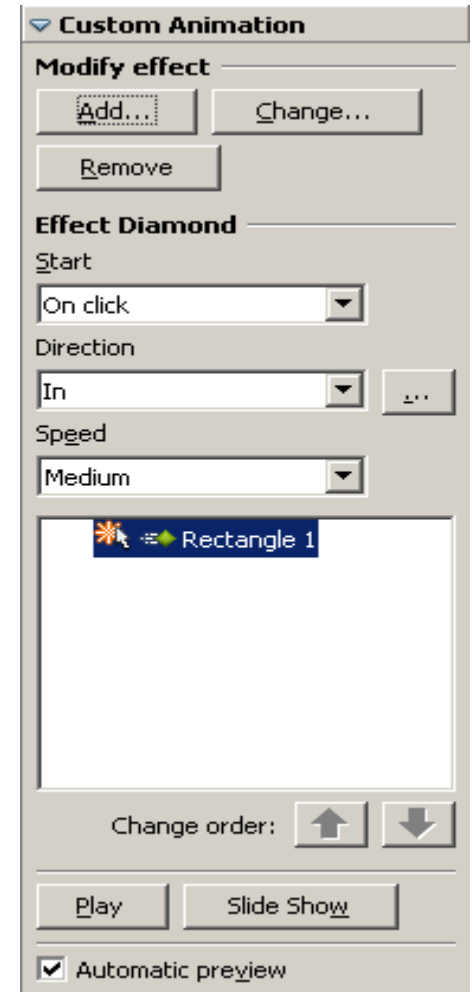 Custom Animation
Modify effect
Add... Change...
Remove
Effect Diamond
Start
On click
Direction
In ...
Speed
Medium
Rectangle 1
Change order:
Play Slide Show
Automatic preview